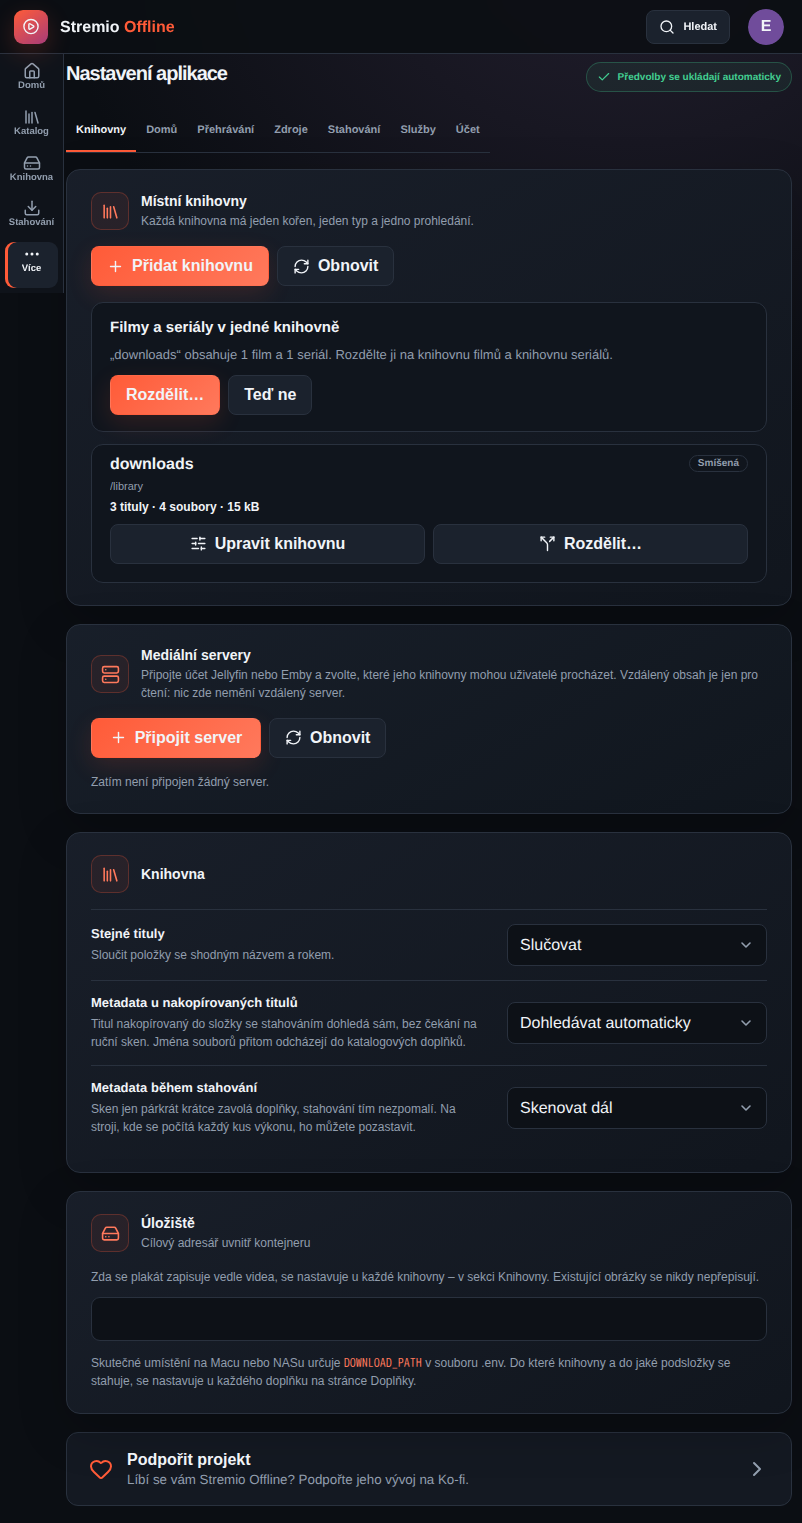 Stremio Offline
Hledat
E
Domů
Katalog
Knihovna
Stahování
Více
Nastavení aplikace
Předvolby se ukládají automaticky
Knihovny
Domů
Přehrávání
Zdroje
Stahování
Služby
Účet
Místní knihovny
Každá knihovna má jeden kořen, jeden typ a jedno prohledání.
Přidat knihovnu
Obnovit
Filmy a seriály v jedné knihovně
„downloads“ obsahuje 1 film a 1 seriál. Rozdělte ji na knihovnu filmů a knihovnu seriálů.
Rozdělit…
Teď ne
downloads
Smíšená
/library
3 tituly · 4 soubory · 15 kB
Upravit knihovnu
Rozdělit…
Mediální servery
Připojte účet Jellyfin nebo Emby a zvolte, které jeho knihovny mohou uživatelé procházet. Vzdálený obsah je jen pro
čtení: nic zde nemění vzdálený server.
Připojit server
Obnovit
Zatím není připojen žádný server.
Knihovna
Stejné tituly
Sloučit položky se shodným názvem a rokem.
Slučovat
Metadata u nakopírovaných titulů
Titul nakopírovaný do složky se stahováním dohledá sám, bez čekání na
ruční sken. Jména souborů přitom odcházejí do katalogových doplňků.
Dohledávat automaticky
Metadata během stahování
Sken jen párkrát krátce zavolá doplňky, stahování tím nezpomalí. Na
stroji, kde se počítá každý kus výkonu, ho můžete pozastavit.
Skenovat dál
Úložiště
Cílový adresář uvnitř kontejneru
Zda se plakát zapisuje vedle videa, se nastavuje u každé knihovny – v sekci Knihovny. Existující obrázky se nikdy nepřepisují.
Skutečné umístění na Macu nebo NASu určuje DOWNLOAD_PATH v souboru .env. Do které knihovny a do jaké podsložky se
stahuje, se nastavuje u každého doplňku na stránce Doplňky.
Podpořit projekt
Líbí se vám Stremio Offline? Podpořte jeho vývoj na Ko-fi.